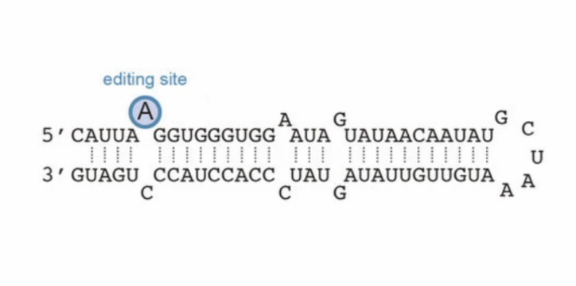 editing site
A
A G G C
5' CAUUA GGUGGGUGG AUA UAUAACAAUAU
U
3' GUAGU CCAUCCACC UAU AUAUUGUUGUA A
C C G A